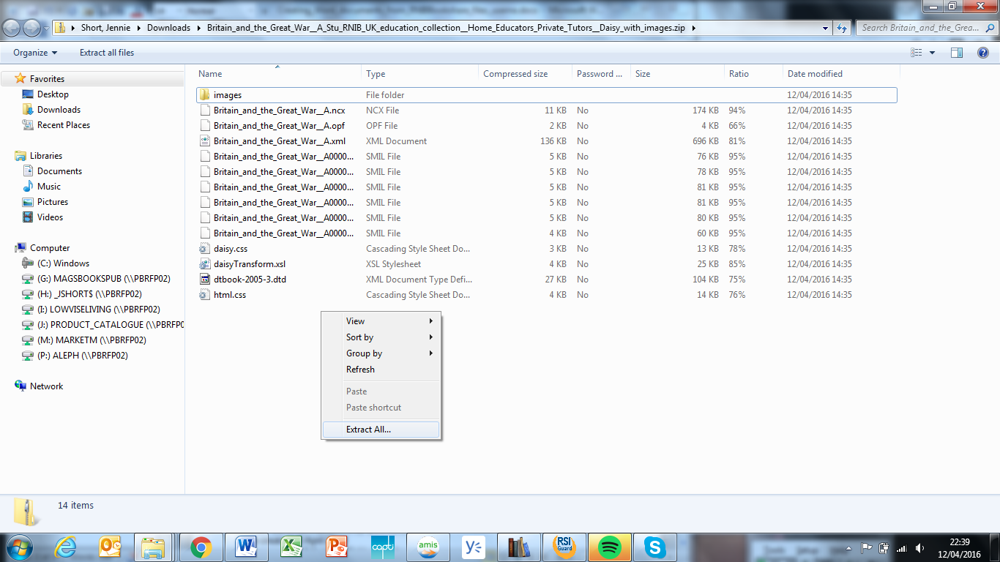 Short, Jennie Downloads Britain_and_the_Great_War__A_Stu_RNIB_UK_education_collection__Home_Educators_Private_Tutors__Daisy_with_images.zip Search Britain_and_the_Grea...
Organize Extract all files
Name Type Compressed size Password ... Size Ratio Date modified
Favorites
Desktop
Downloads
Recent Places
Libraries
Documents
Music
Pictures
Videos
Computer
(C:) Windows
(G:) MAGSBOOKSPUB (\\PBRFP02)
(H:) _JSHORT$ (\\PBRFP02)
(I:) LOWVISELIVING (\\PBRFP02)
(J:) PRODUCT_CATALOGUE (\\PBRFP0
(M:) MARKETM (\\PBRFP02)
(P:) ALEPH (\\PBRFP02)
Network
images File folder 12/04/2016 14:35
Britain_and_the_Great_War__A.ncx NCX File 11 KB No 174 KB 94% 12/04/2016 14:35
Britain_and_the_Great_War__A.opf OPF File 2 KB No 4 KB 66% 12/04/2016 14:35
Britain_and_the_Great_War__A.xml XML Document 136 KB No 696 KB 81% 12/04/2016 14:35
Britain_and_the_Great_War__A0000... SMIL File 5 KB No 76 KB 95% 12/04/2016 14:35
Britain_and_the_Great_War__A0000... SMIL File 5 KB No 78 KB 95% 12/04/2016 14:35
Britain_and_the_Great_War__A0000... SMIL File 5 KB No 81 KB 95% 12/04/2016 14:35
Britain_and_the_Great_War__A0000... SMIL File 5 KB No 81 KB 95% 12/04/2016 14:35
Britain_and_the_Great_War__A0000... SMIL File 5 KB No 80 KB 95% 12/04/2016 14:35
Britain_and_the_Great_War__A0000... SMIL File 4 KB No 60 KB 95% 12/04/2016 14:35
daisy.css Cascading Style Sheet Do... 3 KB No 13 KB 78% 12/04/2016 14:35
daisyTransform.xsl XSL Stylesheet 4 KB No 25 KB 85% 12/04/2016 14:35
dtbook-2005-3.dtd XML Document Type Defi... 27 KB No 104 KB 75% 12/04/2016 14:35
html.css Cascading Style Sheet Do... 4 KB No 14 KB 76% 12/04/2016 14:35
View
Sort by
Group by
Refresh
Paste
Paste shortcut
Extract All...
14 items
capti amis RSI Guard
22:39
12/04/2016